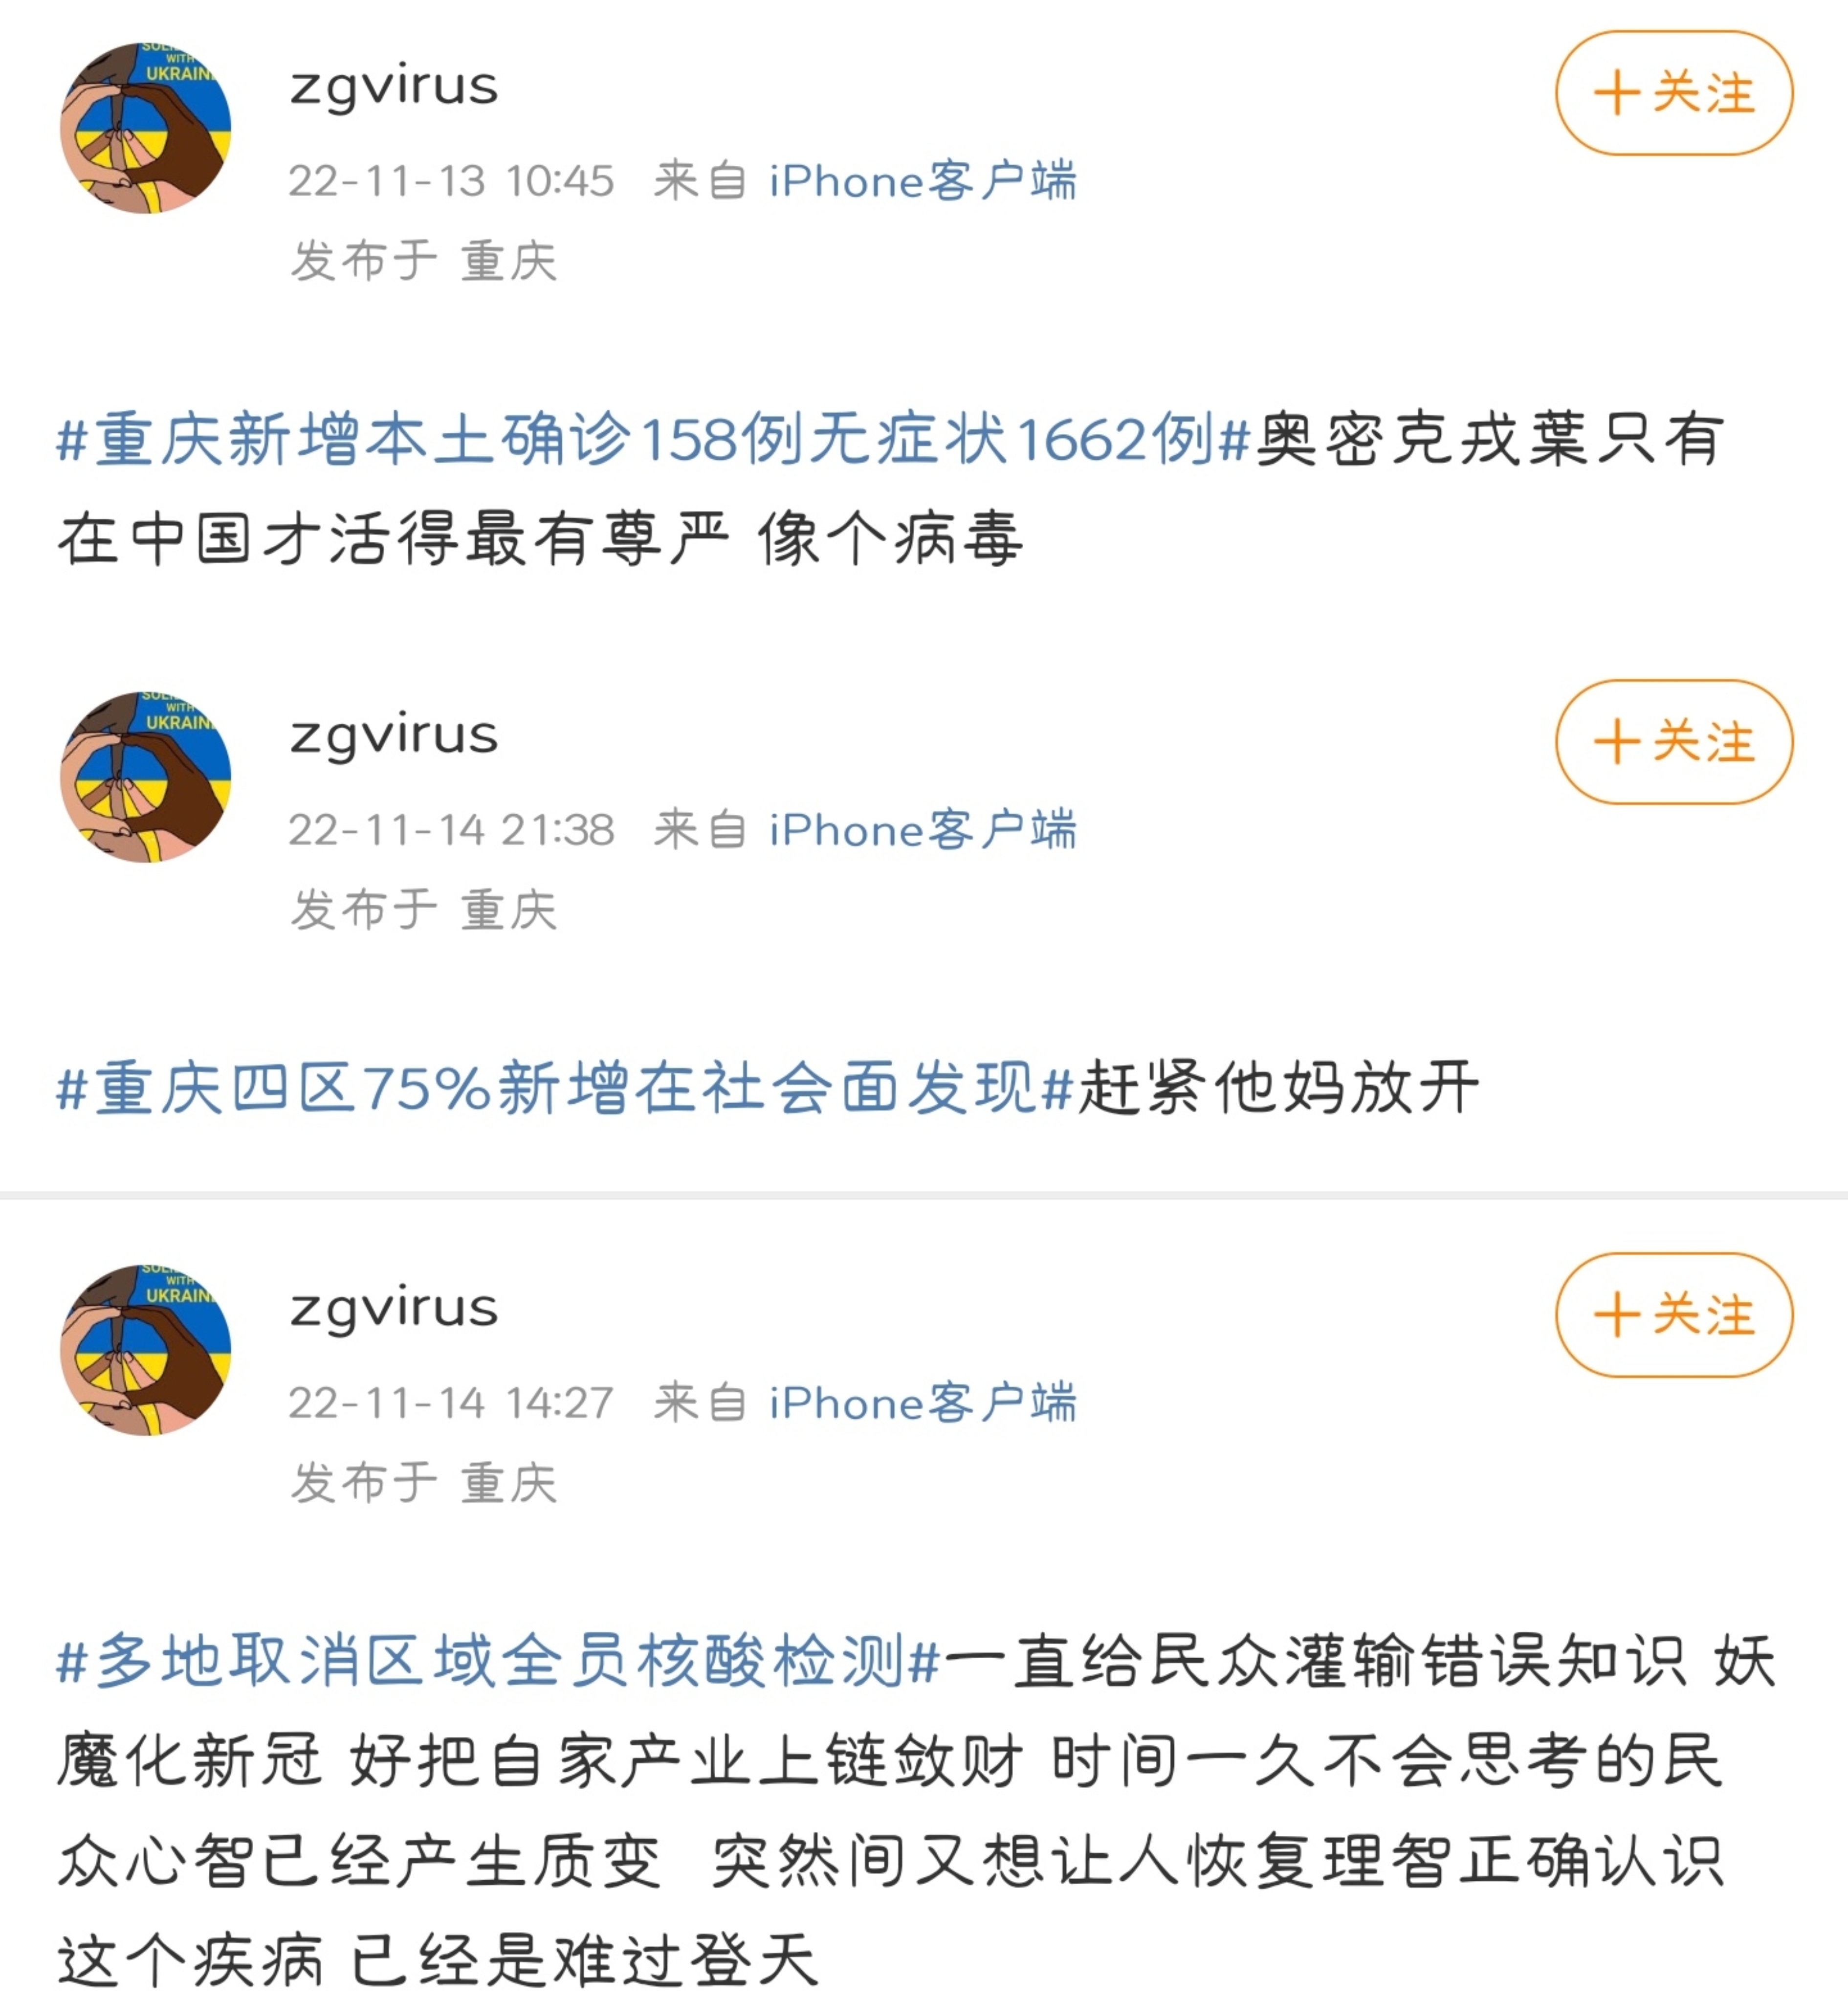 SOLI
WITH
UKRAIN
zgvirus
+关注
22-11-13 10:45 来自 iPhone客户端
发布于 重庆
#重庆新增本土确诊158例无症状1662例#奥密克戎葉只有
在中国才活得最有尊严 像个病毒
SOLI
WITH
UKRAIN
zgvirus
+关注
22-11-14 21:38 来自 iPhone客户端
发布于 重庆
#重庆四区75%新增在社会面发现#赶紧他妈放开
SOLI
WITH
UKRAIN
zgvirus
+关注
22-11-14 14:27 来自 iPhone客户端
发布于 重庆
#多地取消区域全员核酸检测#一直给民众灌输错误知识 妖
魔化新冠 好把自家产业上链敛财 时间一久不会思考的民
众心智已经产生质变 突然间又想让人恢复理智正确认识
这个疾病 已经是难过登天